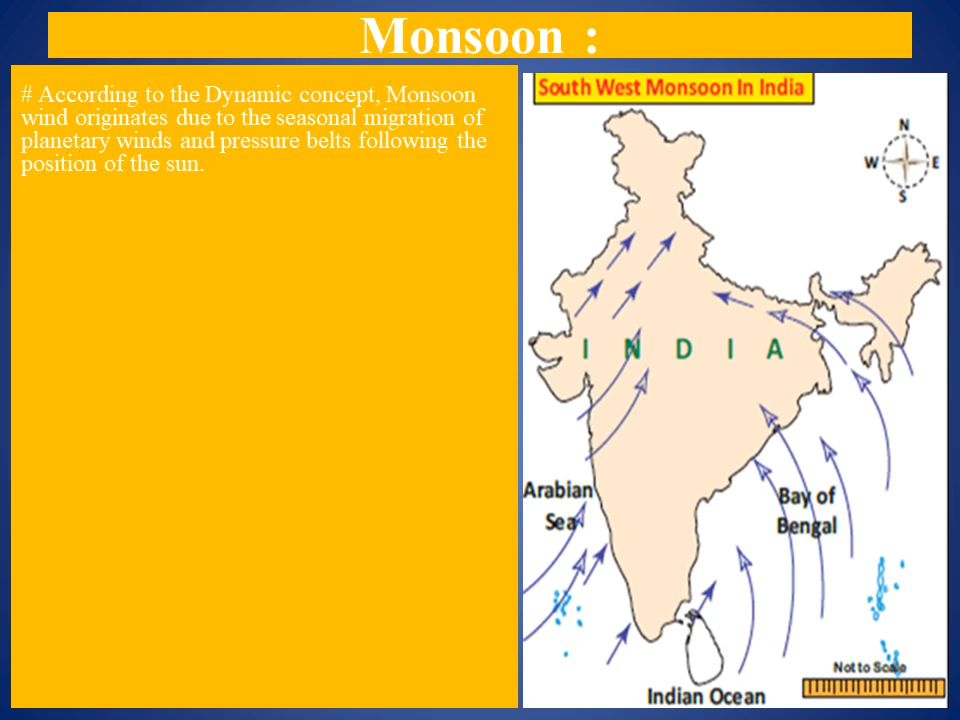 Monsoon :
# According to the Dynamic concept, Monsoon
wind originates due to the seasonal migration of
planetary winds and pressure belts following the
position of the sun.
South West Monsoon In India
N
W E
S
I N D I A
Arabian
Sea
Bay of
Bengal
Not to Scale
Indian Ocean